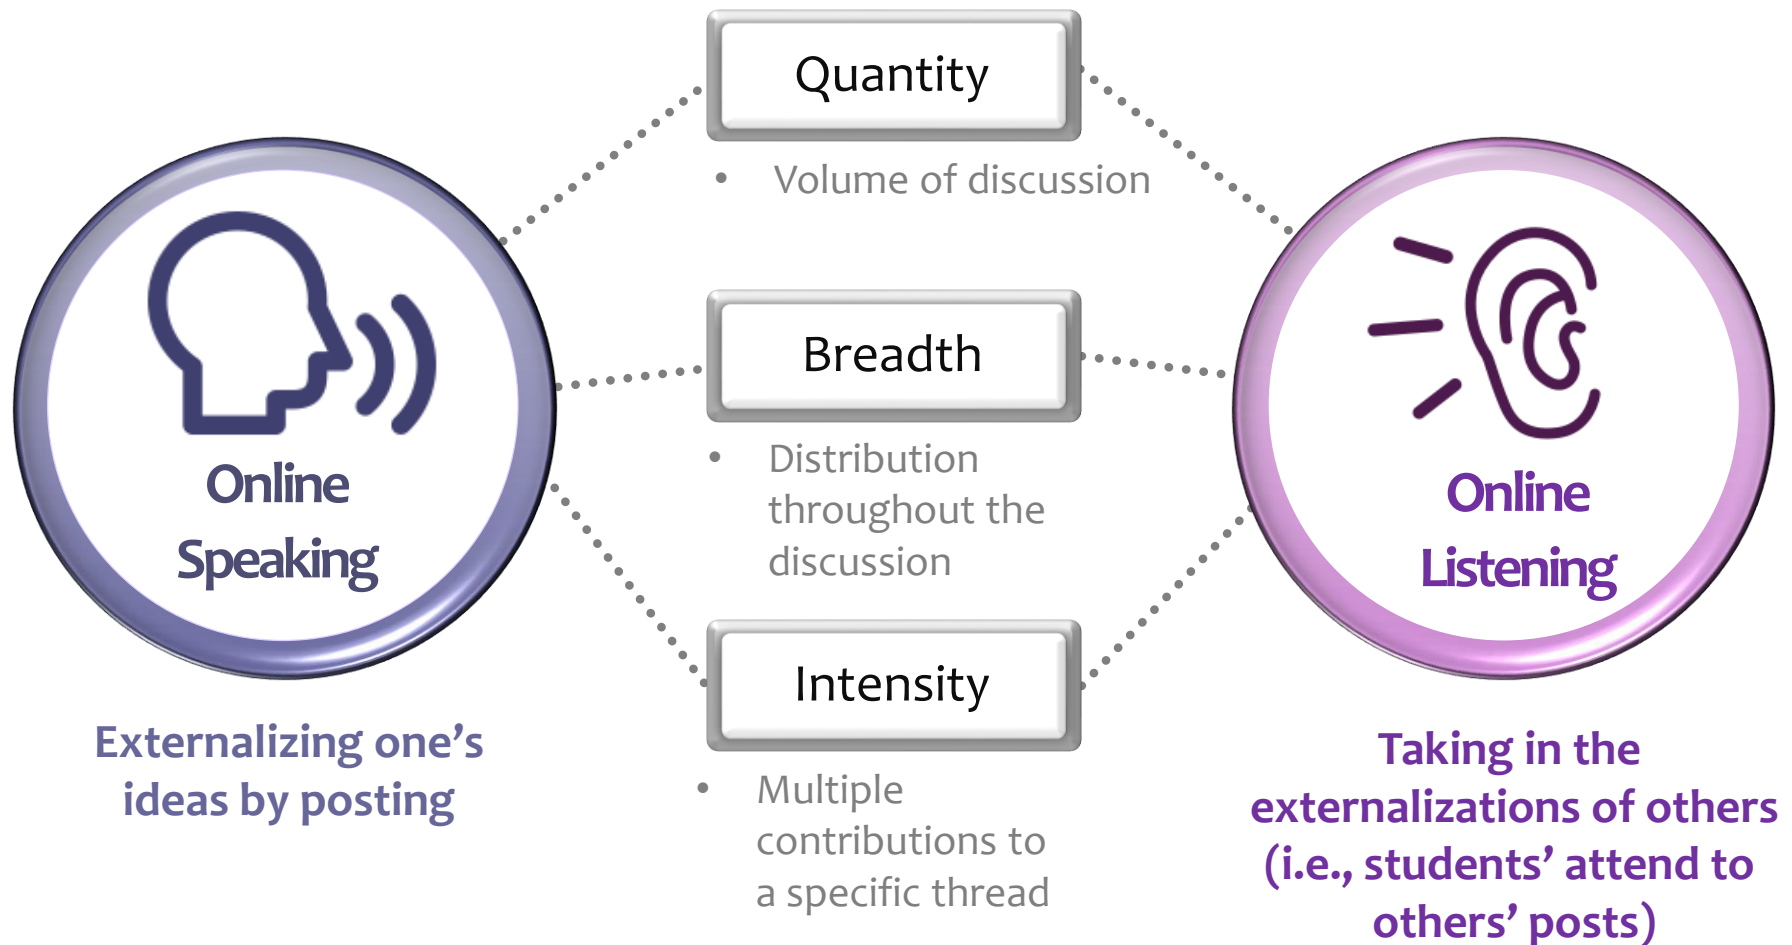 Quantity
• Volume of discussion
Breadth
• Distribution
throughout the
discussion
Intensity
• Multiple
contributions to
a specific thread
Online
Speaking
Externalizing one’s
ideas by posting
Online
Listening
Taking in the
externalizations of others
(i.e., students’ attend to
others’ posts)